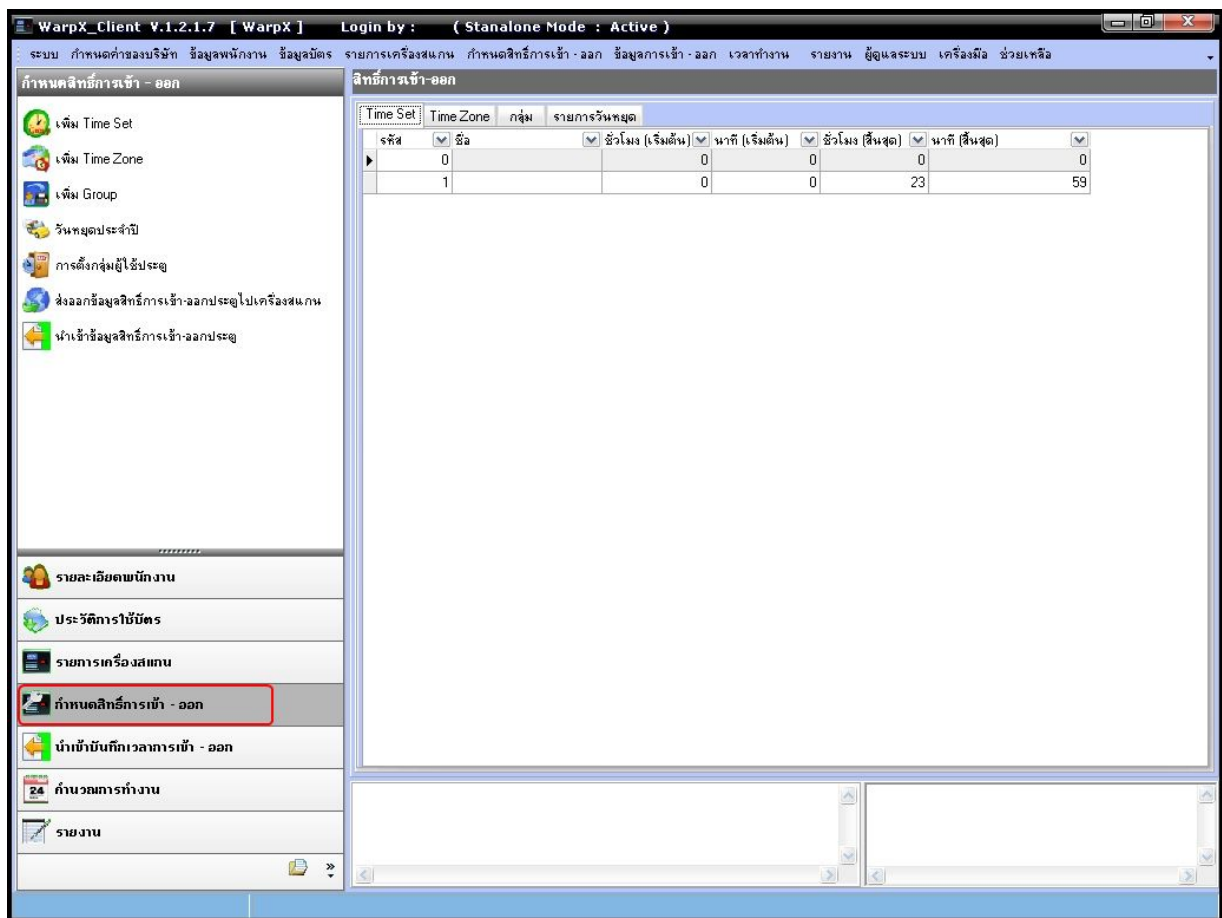 WarpX_Client V.1.2.1.7 [ WarpX ] Login by : ( Stanalone Mode : Active )
ระบบ กำหนดค่าของบริษัท ข้อมูลพนักงาน ข้อมูลบัตร รายการเครื่องสแกน กำหนดสิทธิ์การเข้า - ออก ข้อมูลการเข้า - ออก เวลาทำงาน รายงาน ผู้ดูแลระบบ เครื่องมือ ช่วยเหลือ
กำหนดสิทธิ์การเข้า - ออก
เพิ่ม Time Set
เพิ่ม Time Zone
เพิ่ม Group
วันหยุดประจำปี
การตั้งกลุ่มผู้ใช้ประตู
ส่งออกข้อมูลสิทธิ์การเข้า-ออกประตูไปเครื่องสแกน
นำเข้าข้อมูลสิทธิ์การเข้า-ออกประตู
รายละเอียดพนักงาน
ประวัติการใช้บัตร
รายการเครื่องสแกน
กำหนดสิทธิ์การเข้า - ออก
นำเข้าบันทึกเวลาการเข้า - ออก
24 คำนวณการทำงาน
รายงาน
สิทธิ์การเข้า-ออก
Time Set Time Zone กลุ่ม รายการวันหยุด
รหัส ชื่อ ชั่วโมง (เริ่มต้น) นาที (เริ่มต้น) ชั่วโมง (สิ้นสุด) นาที (สิ้นสุด)
0 0 0 0 0
1 0 0 23 59